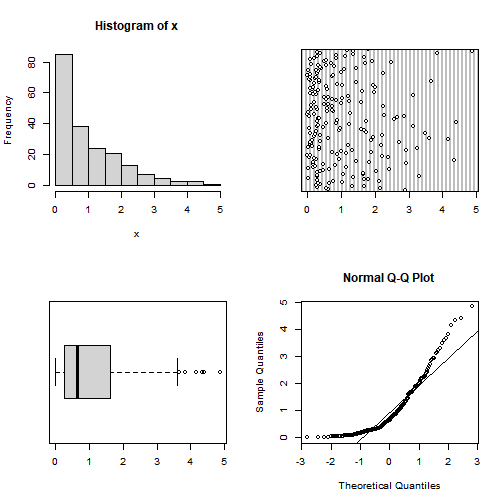 Histogram of x
Frequency
0 20 40 60 80
0 1 2 3 4 5
x
0 1 2 3 4 5
0 1 2 3 4 5
Normal Q-Q Plot
Sample Quantiles
0 1 2 3 4 5
-3 -2 -1 0 1 2 3
Theoretical Quantiles